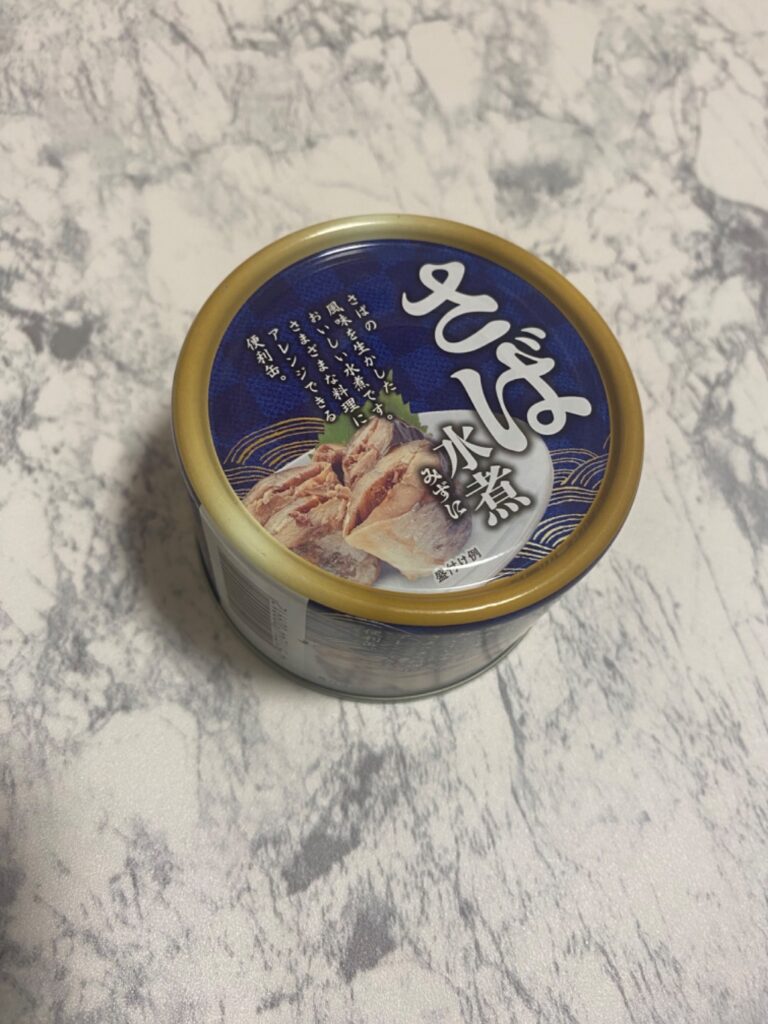 さば
水煮
みずに
さばの
風味を生かした、
おいしい水煮です。
さまざまな料理に
アレンジできる
便利缶。
盛付け例